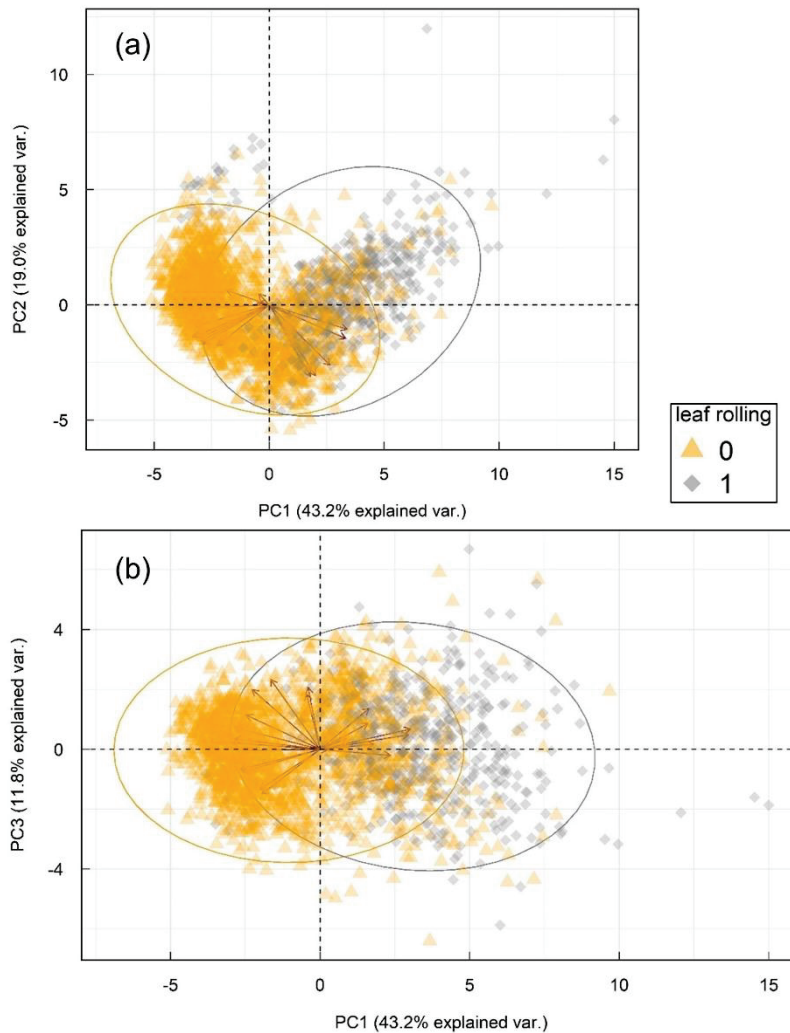 (a)
10
5
0
-5
PC2 (19.0% explained var.)
-5 0 5 10 15
PC1 (43.2% explained var.)
leaf rolling
0
1
(b)
4
0
-4
PC3 (11.8% explained var.)
-5 0 5 10 15
PC1 (43.2% explained var.)